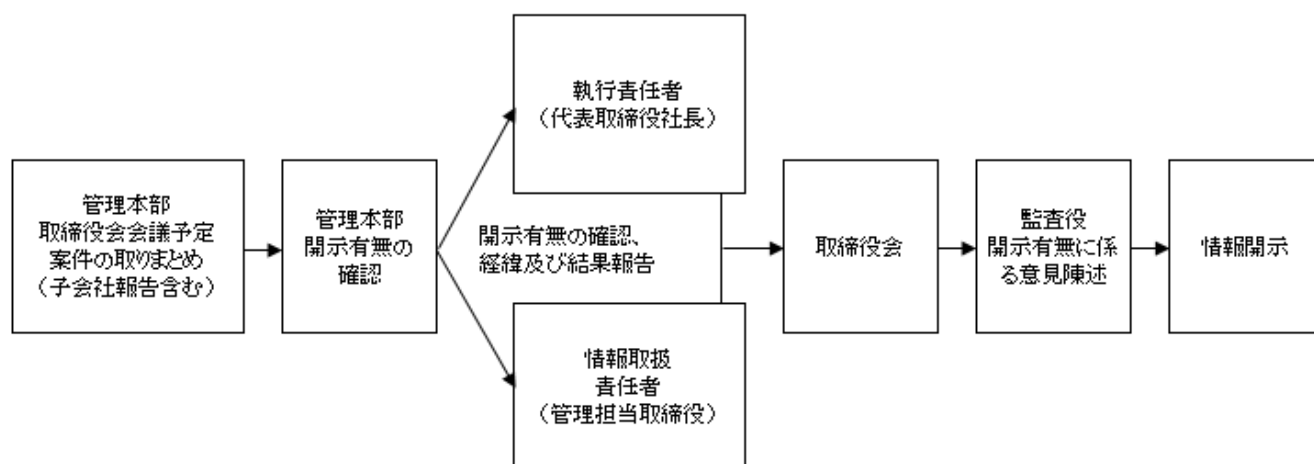 管理本部
取締役会会議予定
案件の取りまとめ
（子会社報告含む）
管理本部
開示有無の
確認
執行責任者
（代表取締役社長）
開示有無の確認、
経緯及び結果報告
情報取扱
責任者
（管理担当取締役）
取締役会
監査役
開示有無に係
る意見陳述
情報開示